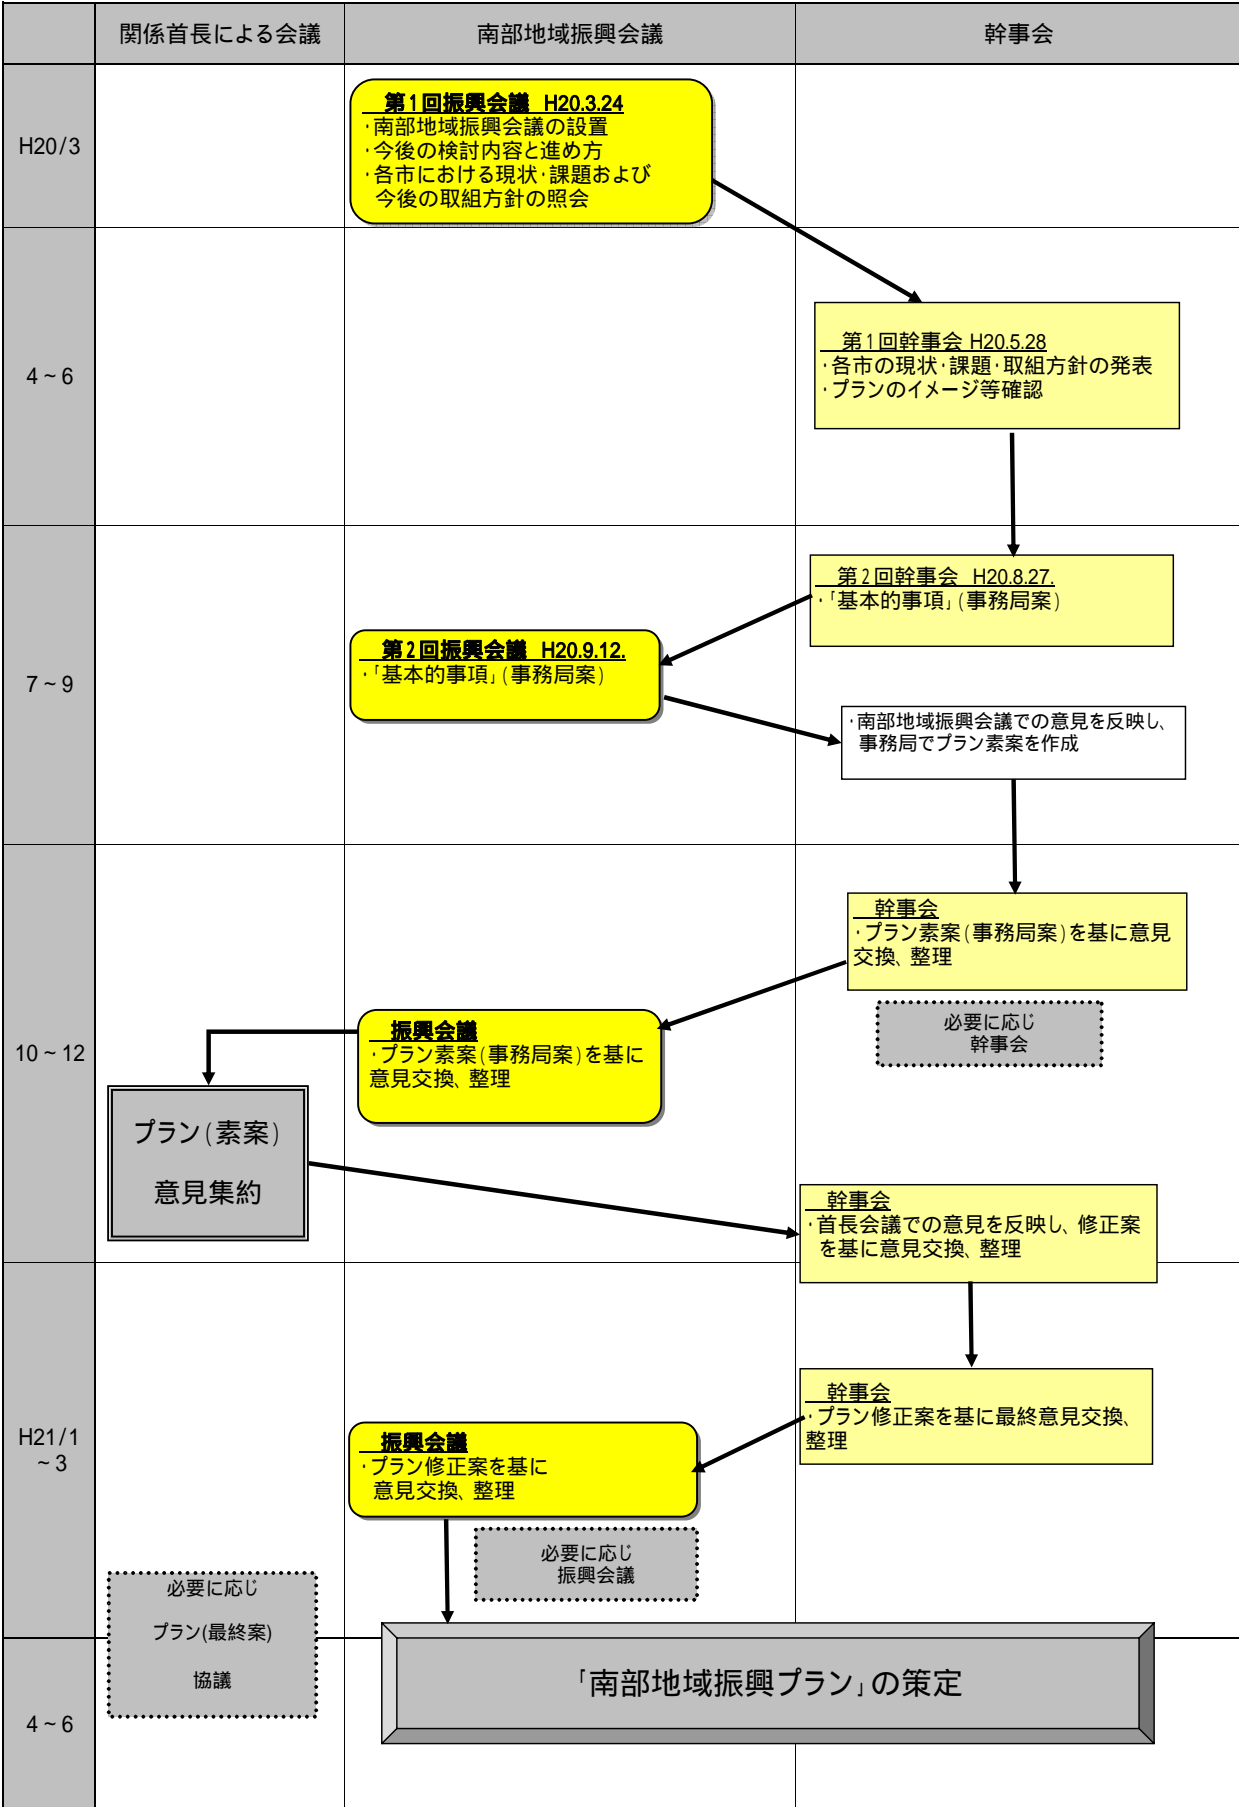 関係首長による会議
南部地域振興会議
幹事会
H20/3
第1回振興会議 H20.3.24
・南部地域振興会議の設置
・今後の検討内容と進め方
・各市における現状・課題および
今後の取組方針の照会
4~6
第1回幹事会 H20.5.28
・各市の現状・課題・取組方針の発表
・プランのイメージ等確認
7~9
第2回幹事会 H20.8.27.
・「基本的事項」(事務局案)
第2回振興会議 H20.9.12.
・「基本的事項」(事務局案)
・南部地域振興会議での意見を反映し、
事務局でプラン素案を作成
10~12
幹事会
・プラン素案(事務局案)を基に意見
交換、整理
必要に応じ
幹事会
振興会議
・プラン素案(事務局案)を基に
意見交換、整理
プラン(素案)
意見集約
幹事会
・首長会議での意見を反映し、修正案
を基に意見交換、整理
H21/1
~3
幹事会
・プラン修正案を基に最終意見交換、
整理
振興会議
・プラン修正案を基に
意見交換、整理
必要に応じ
振興会議
必要に応じ
プラン(最終案)
協議
4~6
「南部地域振興プラン」の策定